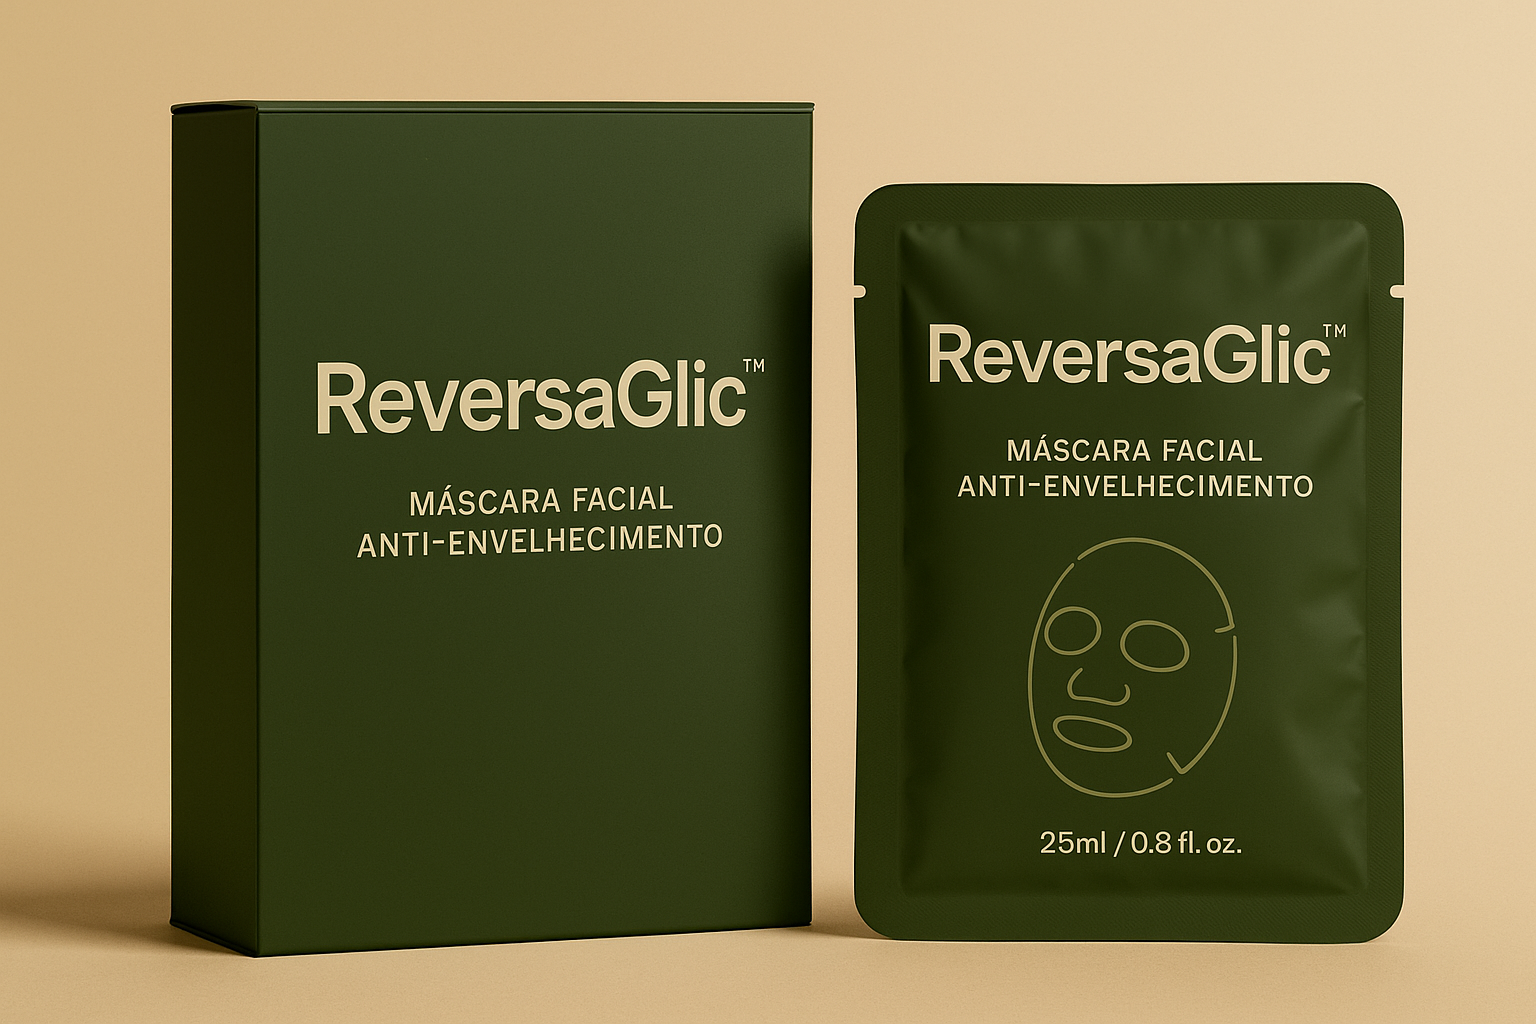 ReversaGlic™
MÁSCARA FACIAL
ANTI-ENVELHECIMENTO
ReversaGlic™
MÁSCARA FACIAL
ANTI-ENVELHECIMENTO
25ml / 0.8 fl. oz.